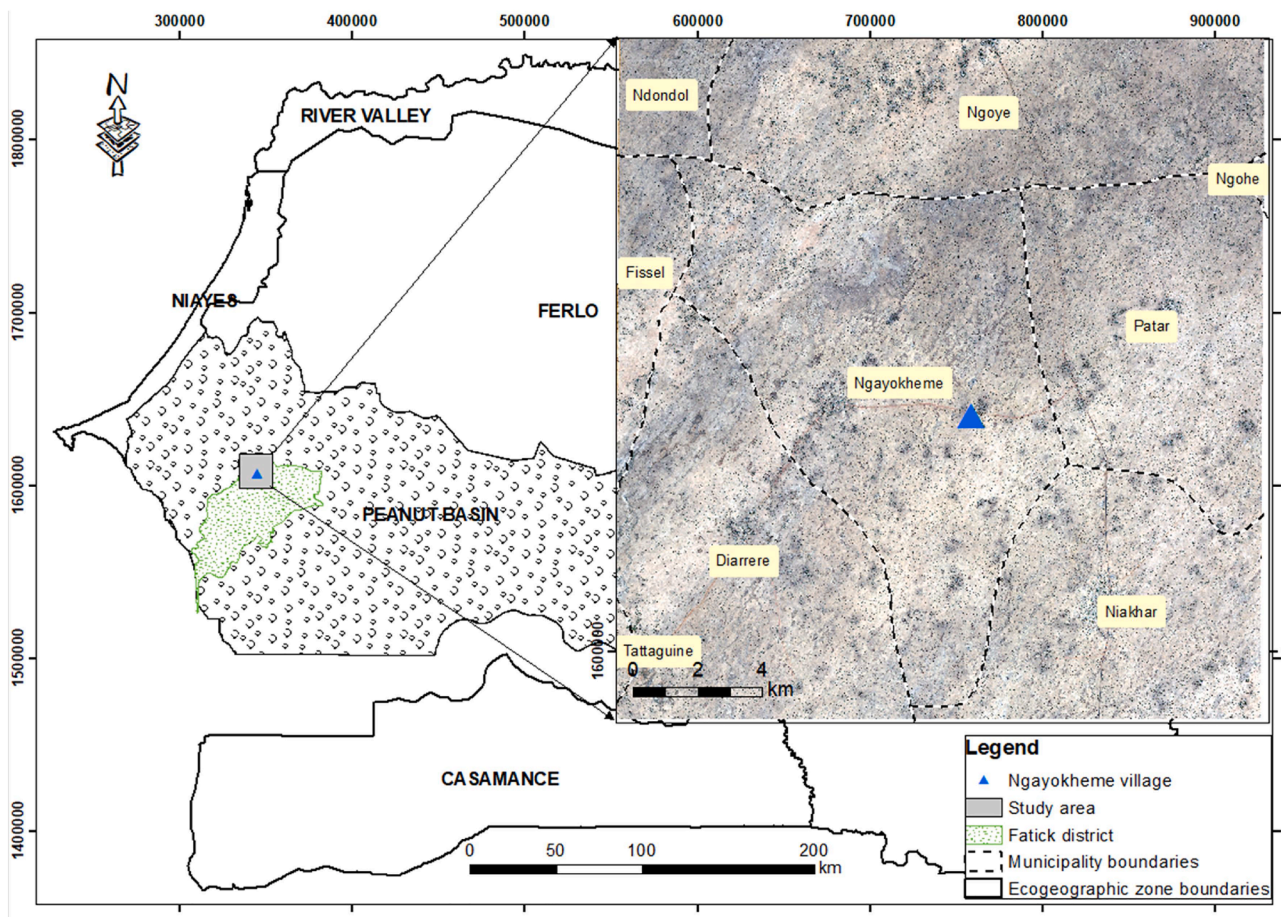 300000 400000 500000 600000 700000 800000 900000
N
1800000
1700000
1600000
1500000
1400000
RIVER VALLEY
NIAYES
FERLO
PEANUT BASIN
CASAMANCE
Ndondol
Ngoye
Ngohe
Fissel
Patar
Ngayokheme
Diarrere
Niakhar
Tattaguine
1600000
0 2 4
km
0 50 100 200
km
Legend
Ngayokheme village
Study area
Fatick district
Municipality boundaries
Ecogeographic zone boundaries